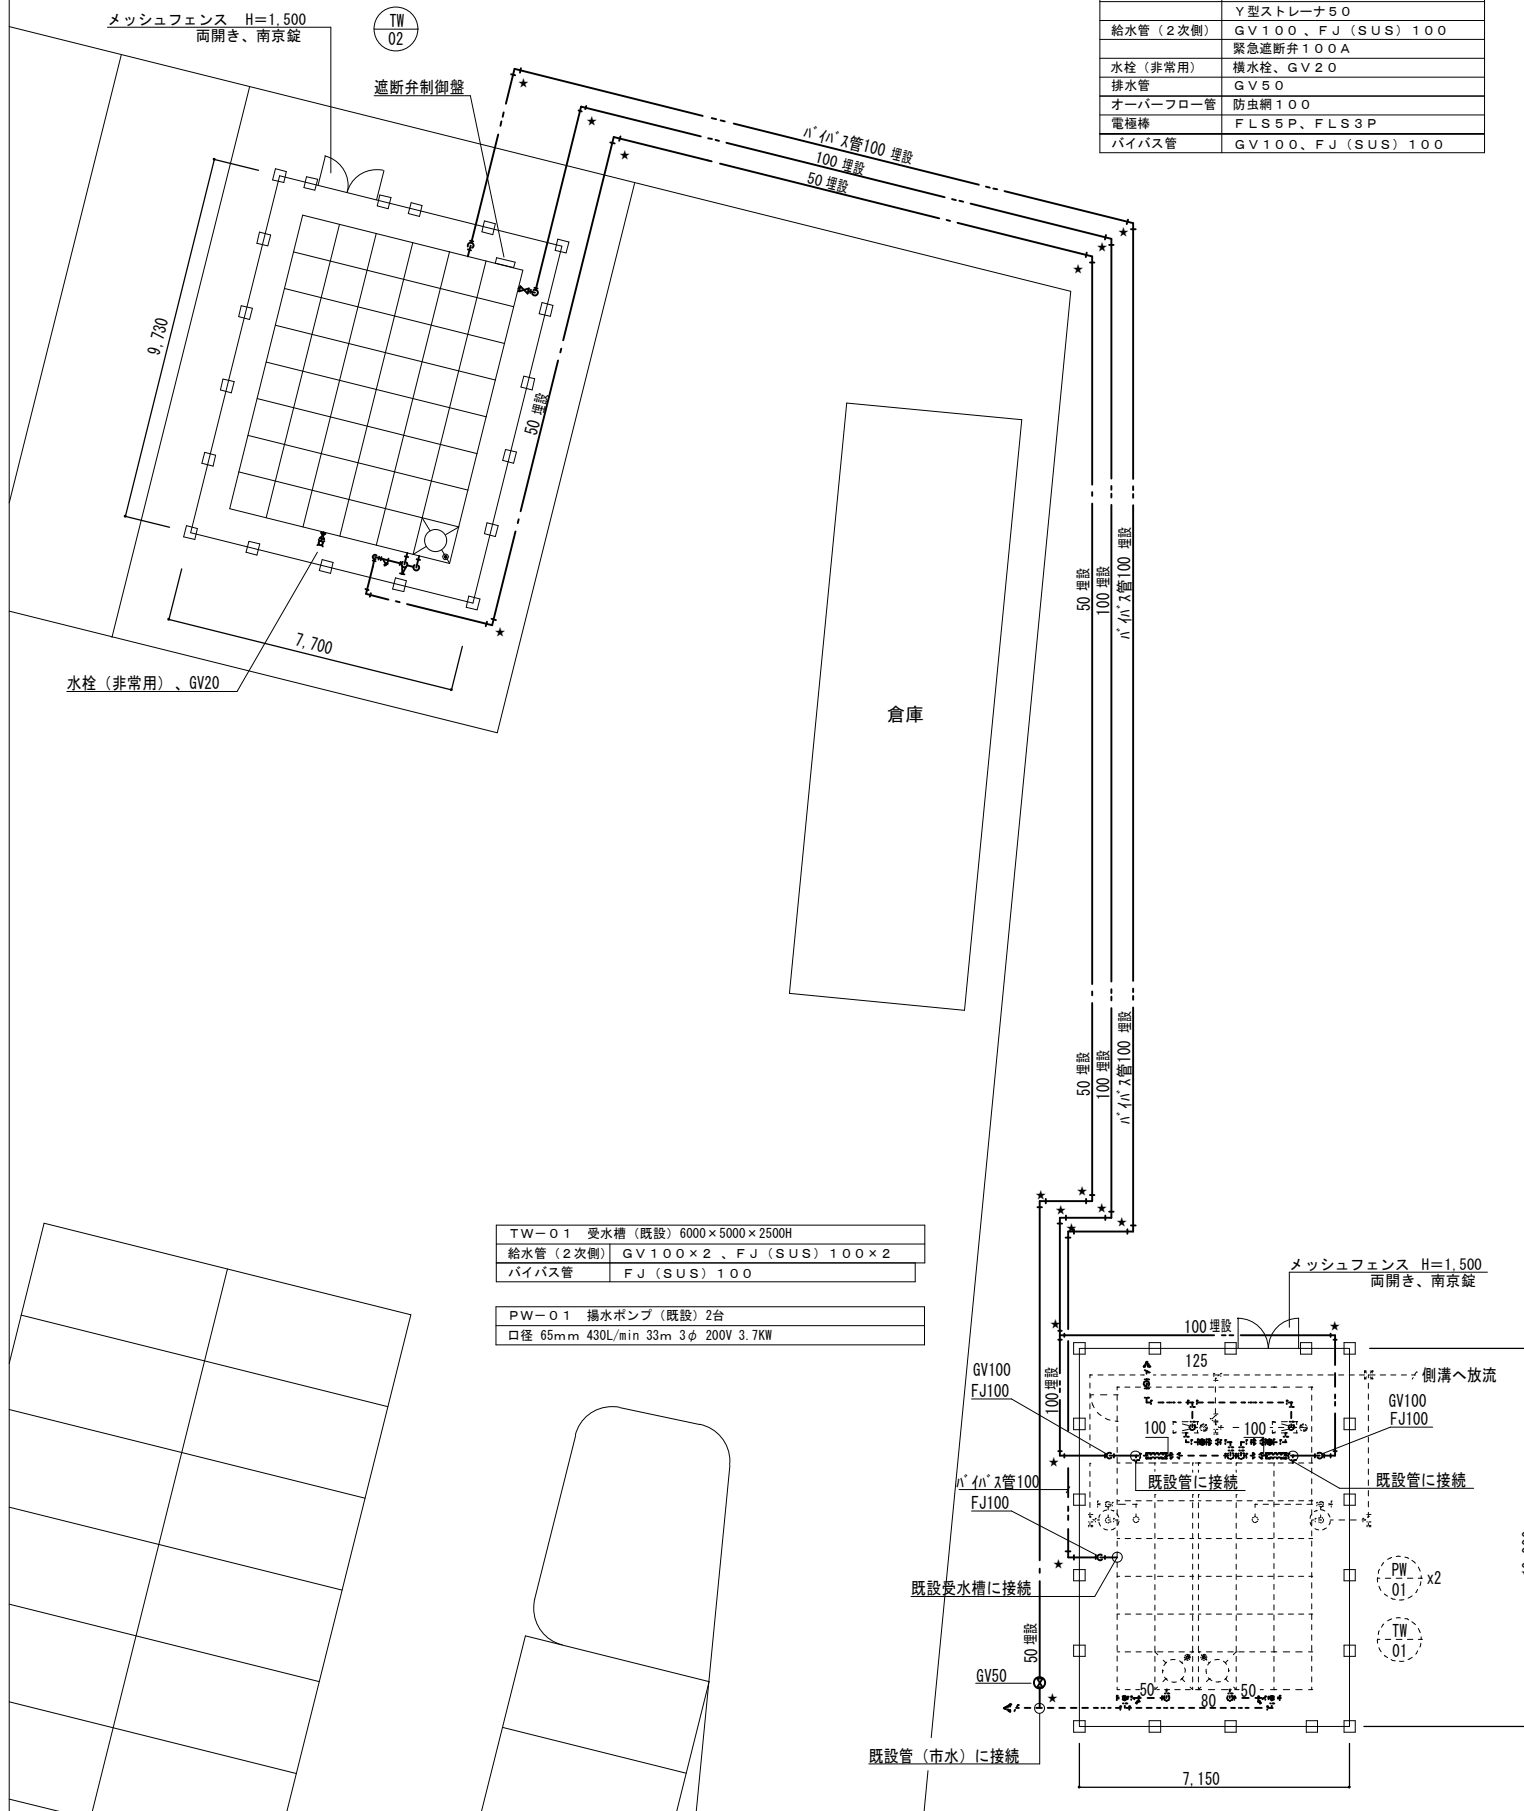 メッシュフェンス H=1,500
両開き、南京錠
TW
02
遮断弁制御盤
Y型ストレーナ50
給水管（2次側） GV100、FJ（SUS）100
緊急遮断弁100A
水栓（非常用） 横水栓、GV20
排水管 GV50
オーバーフロー管 防虫網100
電極棒 FLS5P、FLS3P
バイパス管 GV100、FJ（SUS）100
バイパス管100 埋設
100 埋設
50 埋設
9,730
50 埋設
7,700
水栓（非常用）、GV20
倉庫
50 埋設
100 埋設
バイパス管100 埋設
50 埋設
100 埋設
バイパス管100 埋設
TW－01 受水槽（既設）6000×5000×2500H
給水管（2次側） GV100×2、FJ（SUS）100×2
バイパス管 FJ（SUS）100
PW－01 揚水ポンプ（既設）2台
口径 65mm 430L/min 33m 3φ 200V 3.7KW
メッシュフェンス H=1,500
両開き、南京錠
100 埋設
125
側溝へ放流
GV100
FJ100
100 埋設
GV100
FJ100
100
100
既設管に接続
既設管に接続
バイパス管100
FJ100
既設受水槽に接続
PW
01
x2
TW
01
50 埋設
GV50
50
80
50
既設管（市水）に接続
7,150